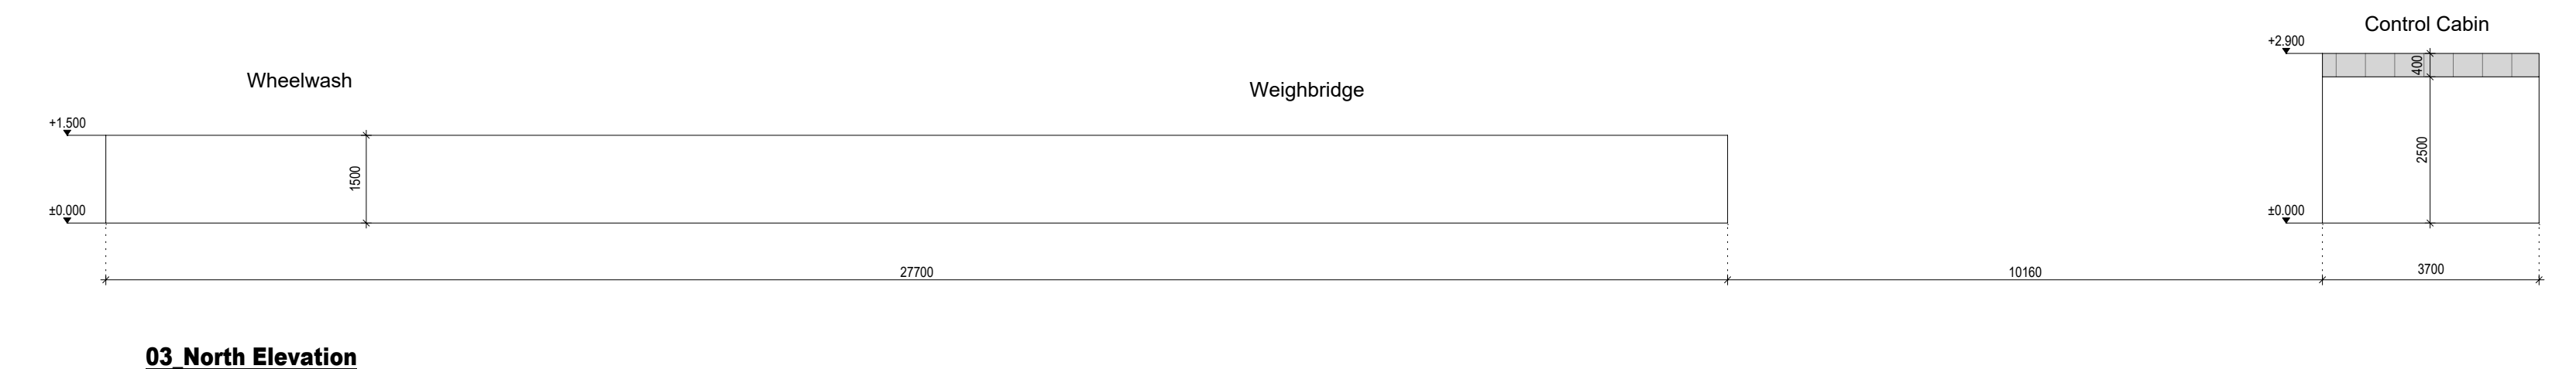 Control Cabin
+2.900
400
Wheelwash
Weighbridge
+1.500
1500
2500
±0.000
±0.000
27700
10160
3700
03_North Elevation